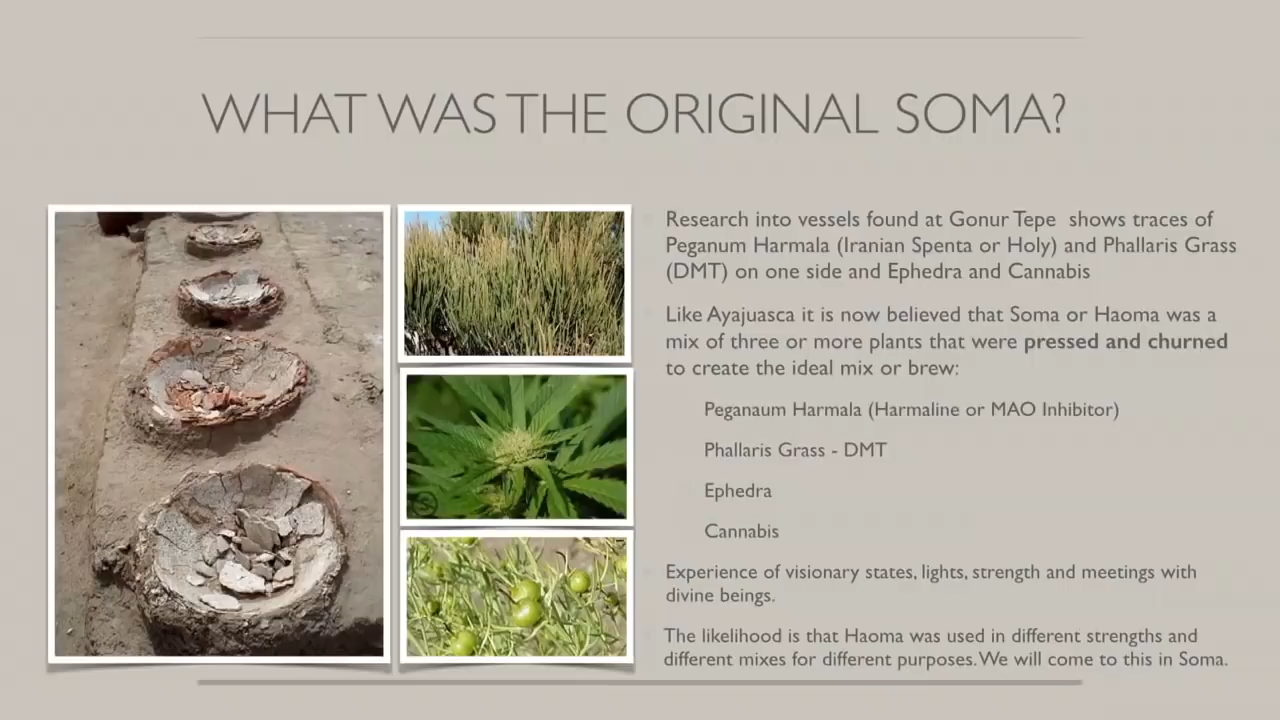 WHAT WAS THE ORIGINAL SOMA?
Research into vessels found at Gonur Tepe shows traces of
Peganum Harmala (Iranian Spenta or Holy) and Phallaris Grass
(DMT) on one side and Ephedra and Cannabis
Like Ayajuasca it is now believed that Soma or Haoma was a
mix of three or more plants that were pressed and churned
to create the ideal mix or brew:
Peganaum Harmala (Harmaline or MAO Inhibitor)
Phallaris Grass - DMT
Ephedra
Cannabis
Experience of visionary states, lights, strength and meetings with
divine beings.
The likelihood is that Haoma was used in different strengths and
different mixes for different purposes. We will come to this in Soma.